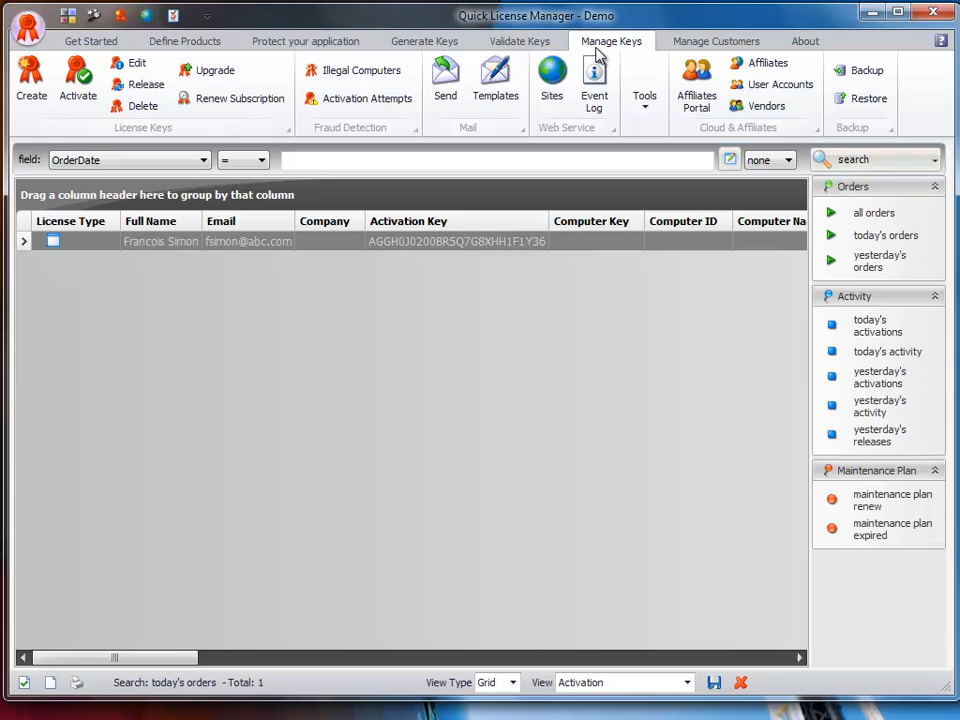 Quick License Manager - Demo
Get Started Define Products Protect your application Generate Keys Validate Keys Manage Keys Manage Customers About
Create Activate Edit Release Delete Upgrade Renew Subscription
License Keys
Illegal Computers
Activation Attempts
Fraud Detection
Send Templates
Mail
Sites Event Log
Web Service
Tools
Affiliates Portal Affiliates User Accounts Vendors
Cloud & Affiliates
Backup
Restore
Backup
field: OrderDate = none search
Drag a column header here to group by that column
License Type Full Name Email Company Activation Key Computer Key Computer ID Computer Na
Francois Simon fsimon@abc.com AGGH0J0200BR5Q7G8XHH1F1Y36
Orders
all orders
today's orders
yesterday's
orders
Activity
today's
activations
today's activity
yesterday's
activations
yesterday's
activity
yesterday's
releases
Maintenance Plan
maintenance plan
renew
maintenance plan
expired
Search: today's orders - Total: 1 View Type Grid View Activation